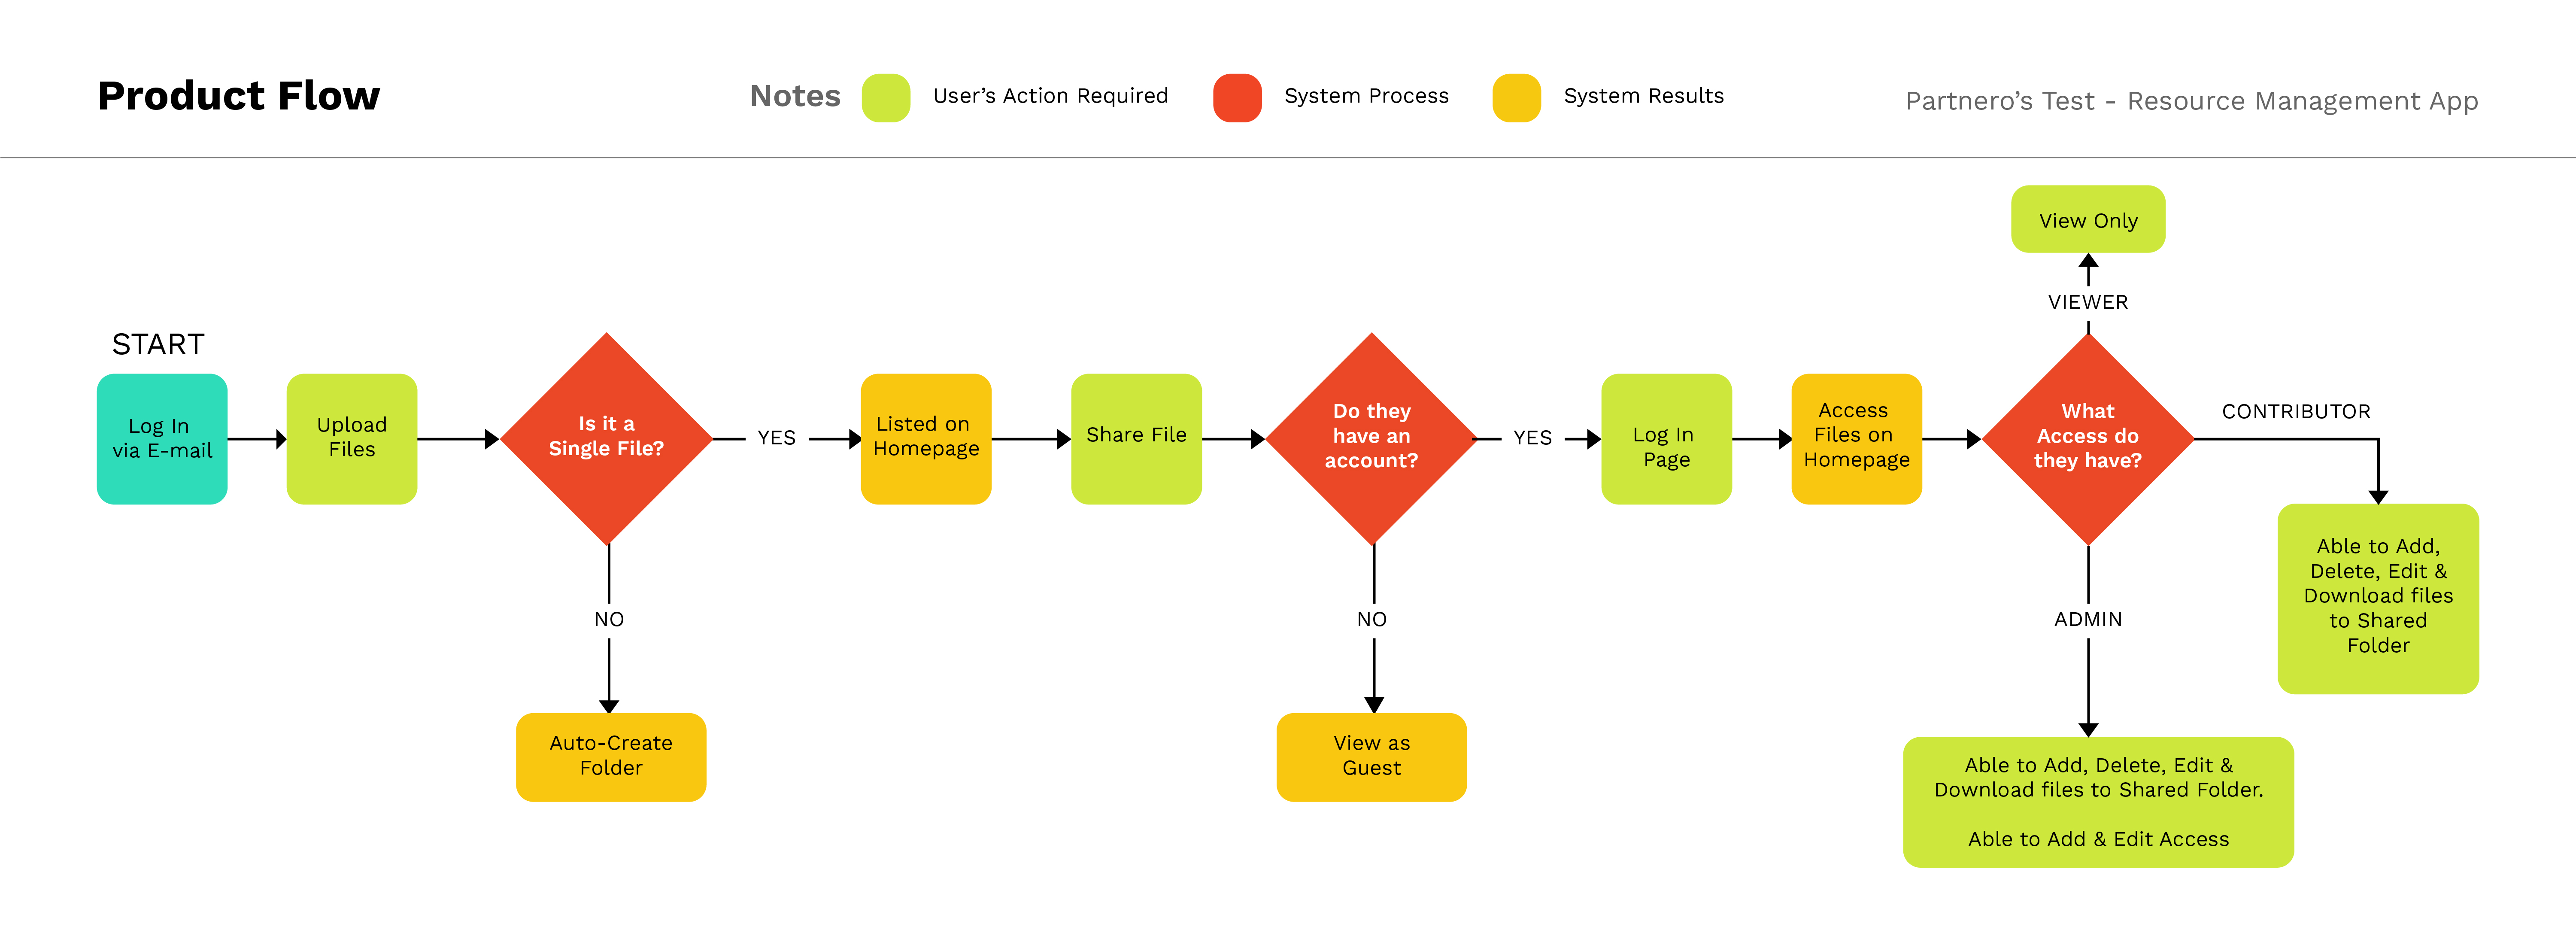 Product Flow
Notes
User’s Action Required
System Process
System Results
Partnero’s Test - Resource Management App
START
Log In
via E-mail
Upload
Files
Is it a
Single File?
YES
NO
Auto-Create
Folder
Listed on
Homepage
Share File
Do they
have an
account?
YES
NO
View as
Guest
Log In
Page
Access
Files on
Homepage
What
Access do
they have?
VIEWER
View Only
CONTRIBUTOR
Able to Add,
Delete, Edit &
Download files
to Shared
Folder
ADMIN
Able to Add, Delete, Edit &
Download files to Shared Folder.
Able to Add & Edit Access